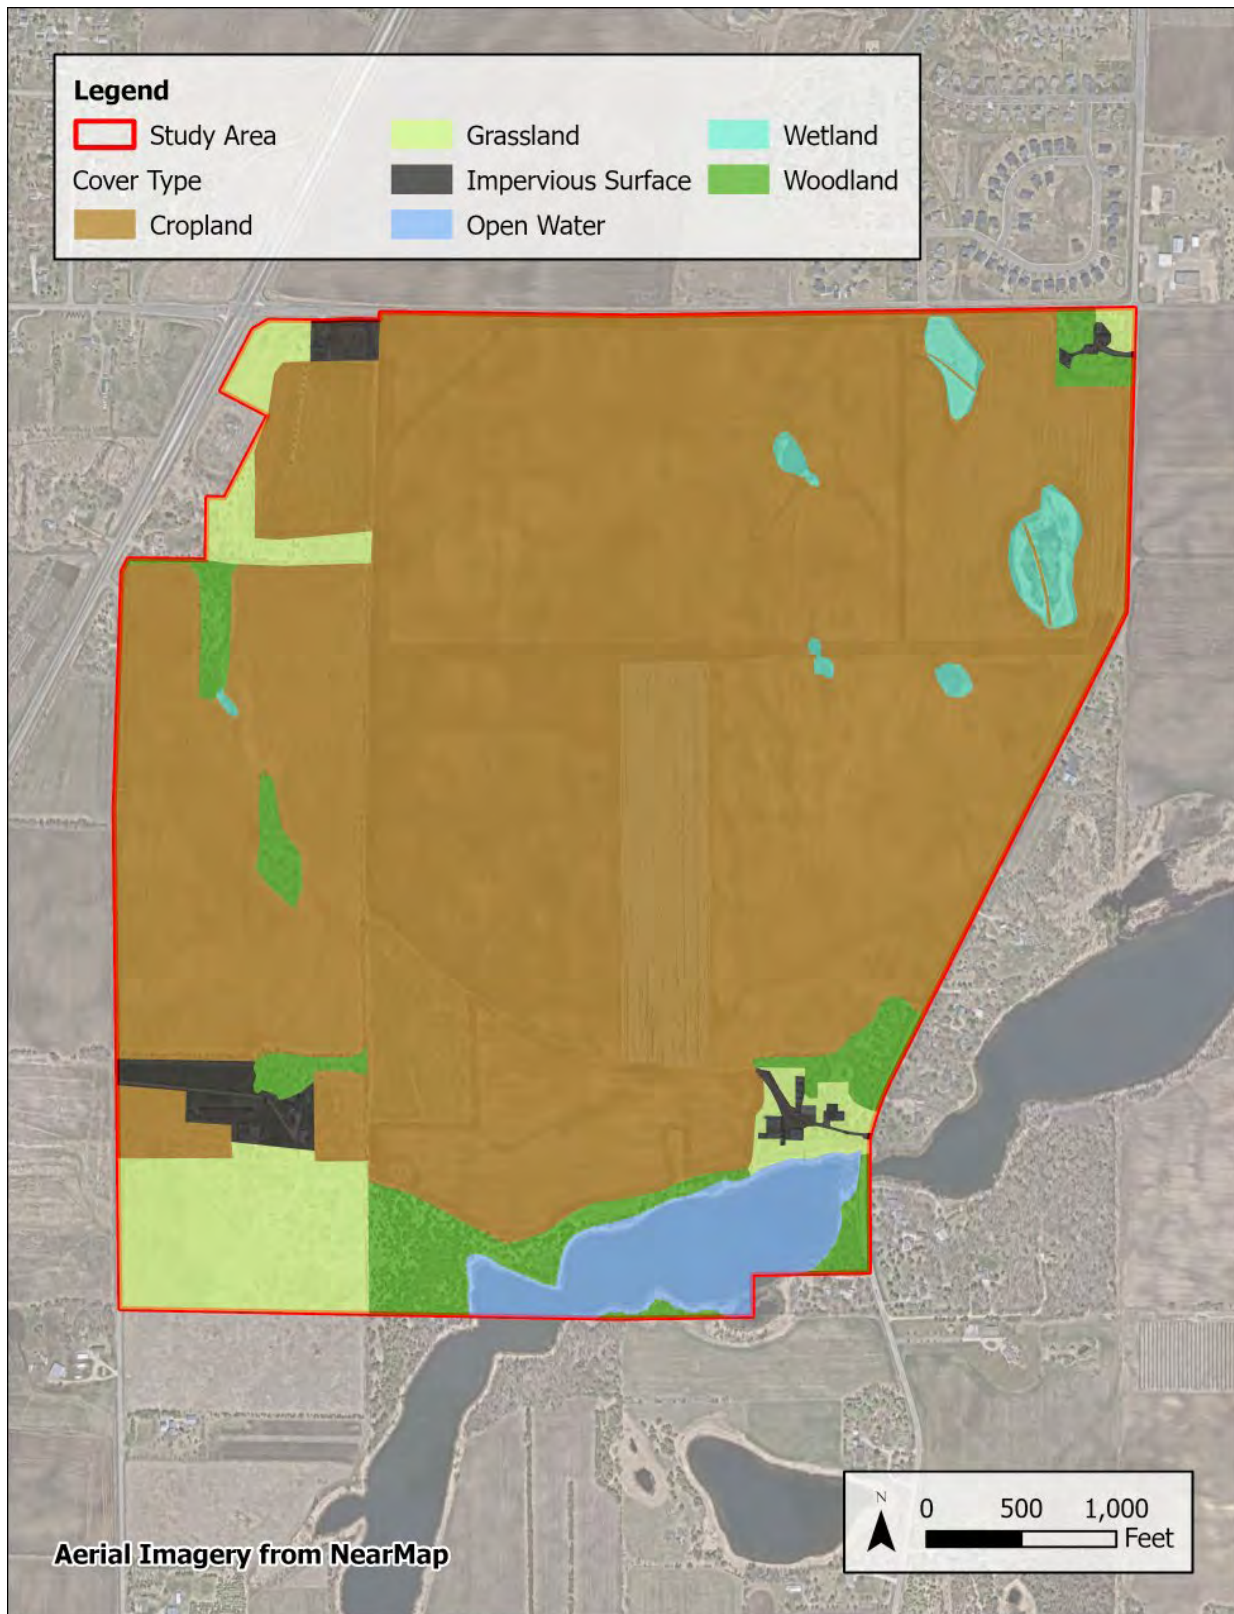 Legend
Study Area
Grassland
Wetland
Cover Type
Impervious Surface
Woodland
Cropland
Open Water
N
0 500 1,000
Feet
Aerial Imagery from NearMap